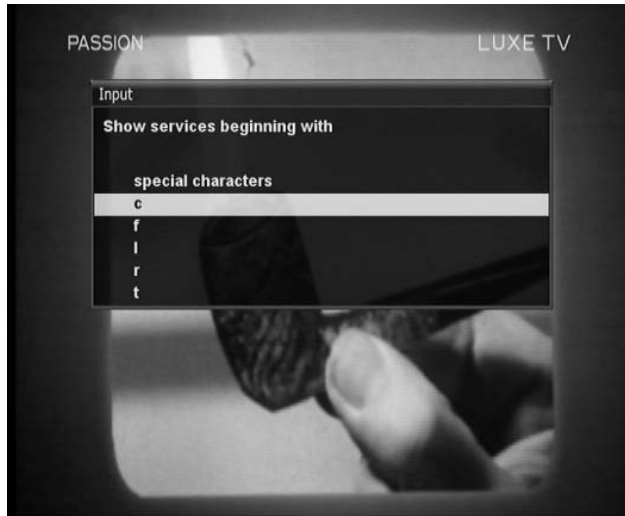 PASSION LUXE TV
Input
Show services beginning with
special characters
c
f
l
r
t